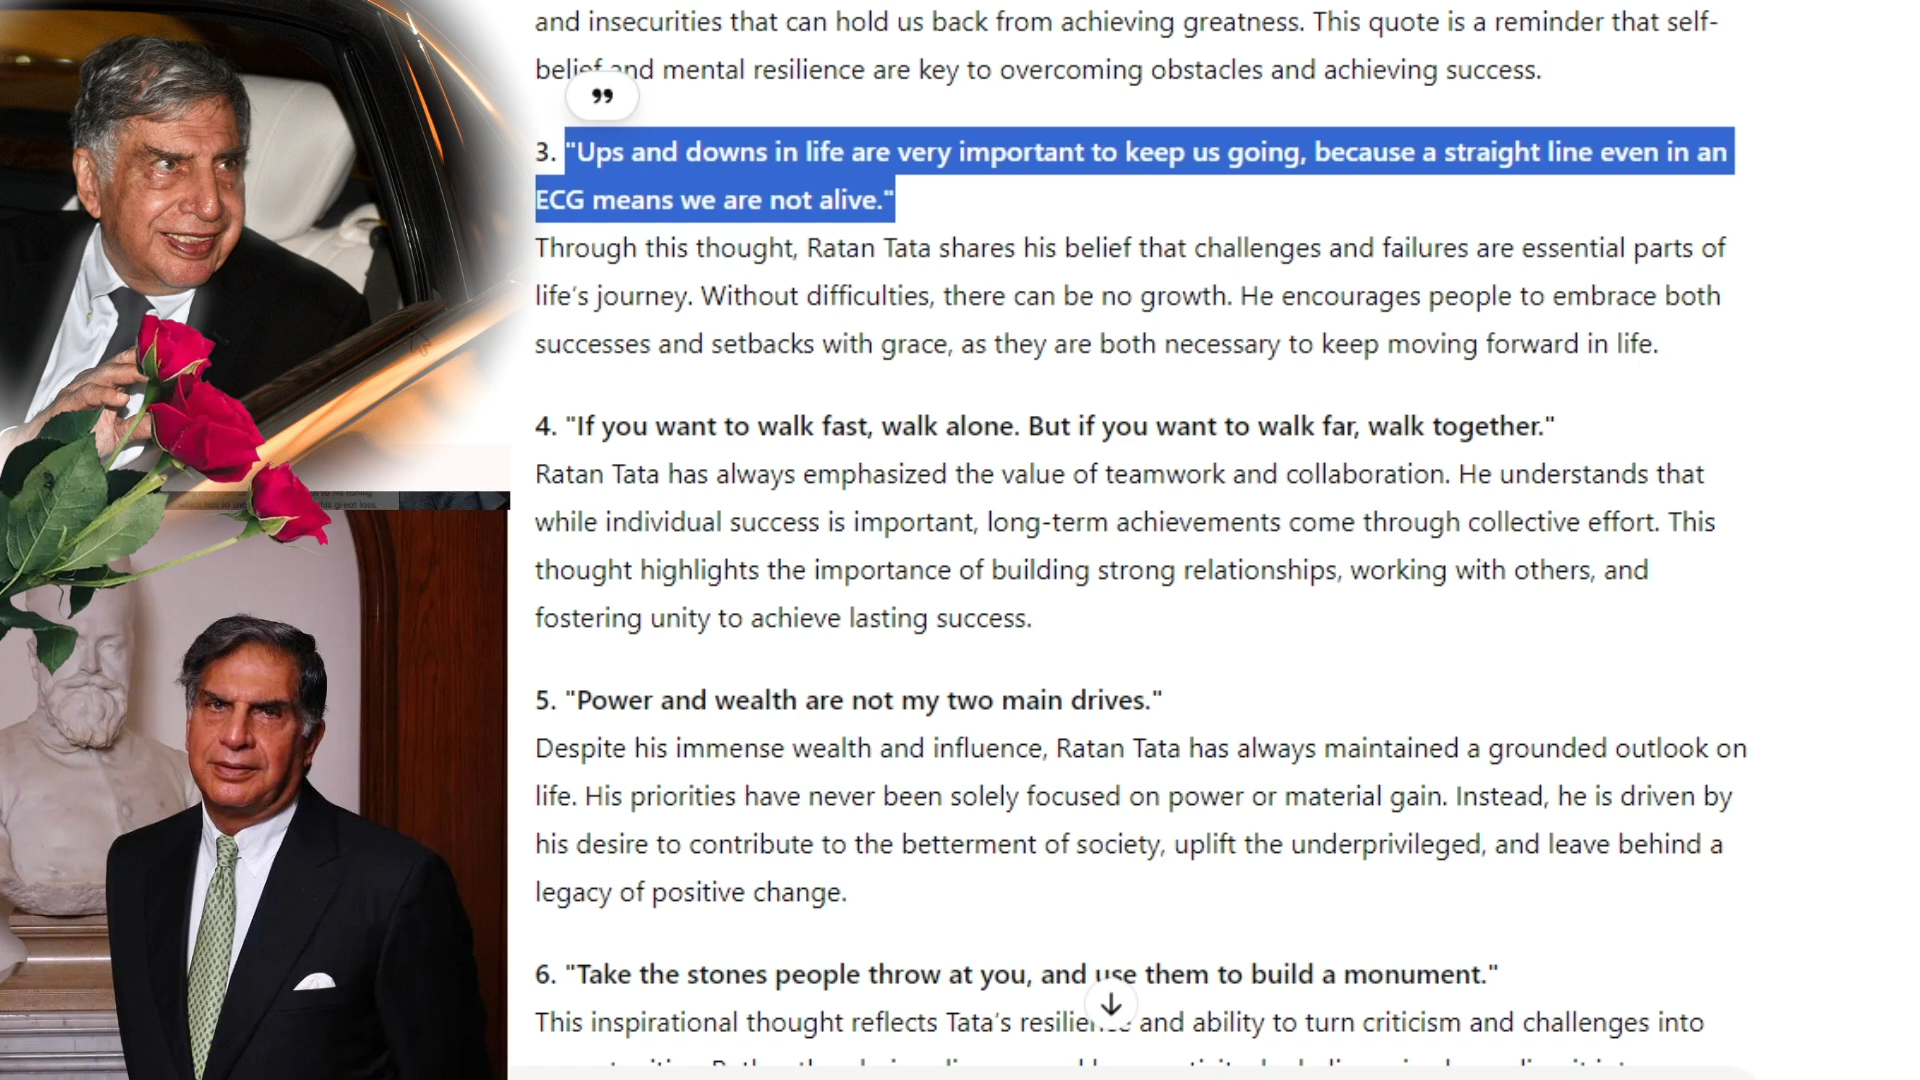 and insecurities that can hold us back from achieving greatness. This quote is a reminder that self-
belief and mental resilience are key to overcoming obstacles and achieving success.
3. "Ups and downs in life are very important to keep us going, because a straight line even in an
ECG means we are not alive."
Through this thought, Ratan Tata shares his belief that challenges and failures are essential parts of
life's journey. Without difficulties, there can be no growth. He encourages people to embrace both
successes and setbacks with grace, as they are both necessary to keep moving forward in life.
4. "If you want to walk fast, walk alone. But if you want to walk far, walk together."
Ratan Tata has always emphasized the value of teamwork and collaboration. He understands that
while individual success is important, long-term achievements come through collective effort. This
thought highlights the importance of building strong relationships, working with others, and
fostering unity to achieve lasting success.
5. "Power and wealth are not my two main drives."
Despite his immense wealth and influence, Ratan Tata has always maintained a grounded outlook on
life. His priorities have never been solely focused on power or material gain. Instead, he is driven by
his desire to contribute to the betterment of society, uplift the underprivileged, and leave behind a
legacy of positive change.
6. "Take the stones people throw at you, and use them to build a monument."
This inspirational thought reflects Tata's resilience and ability to turn criticism and challenges into
his great loss.